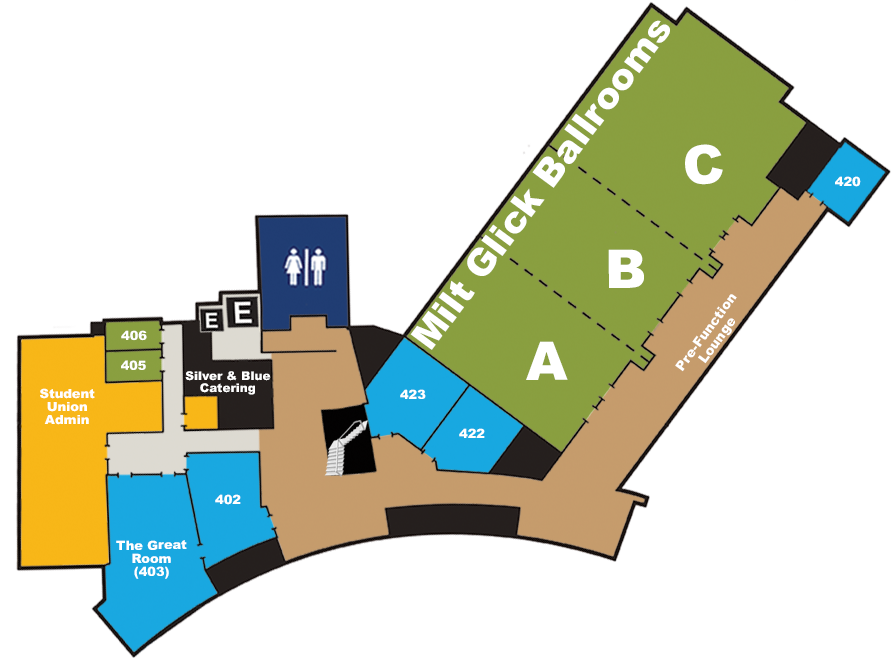 Milt Glick Ballrooms
C
B
A
420
Pre-Function
Lounge
E
E
406
405
Silver & Blue
Catering
Student
Union
Admin
423
422
402
The Great
Room
(403)